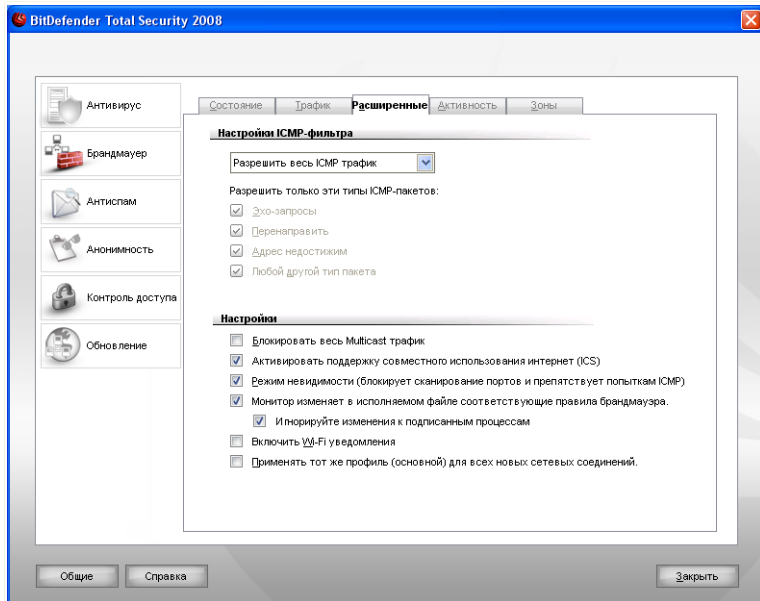 BitDefender Total Security 2008
Антивирус
Брандмауер
Антиспам
Анонимность
Контроль доступа
Обновление
Состояние
Трафик
Расширенные
Активность
Зоны
Настройки ICMP-фильтра
Разрешить весь ICMP трафик
Разрешить только эти типы ICMP-пакетов:
Эхо-запросы
Перенаправить
Адрес недостижим
Любой другой тип пакета
Настройки
Блокировать весь Multicast трафик
Активировать поддержку совместного использования интернет (ICS)
Режим невидимости (блокирует сканирование портов и препятствует попыткам ICMP)
Монитор изменяет в исполняемом файле соответствующие правила брандмауэра.
Игнорируйте изменения к подписанным процессам
Включить Wi-Fi уведомления
Применять тот же профиль (основной) для всех новых сетевых соединений.
Общие
Справка
Закрыть